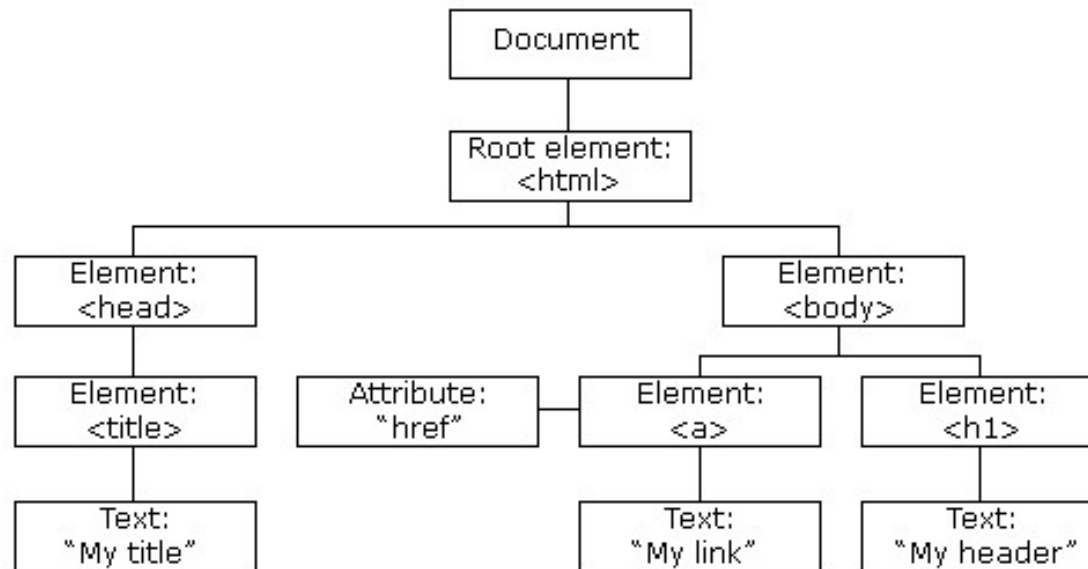 Document
Root element:
<html>
Element:
<head>
Element:
<body>
Element:
<title>
Attribute:
“href”
Element:
<a>
Element:
<h1>
Text:
“My title”
Text:
“My link”
Text:
“My header”